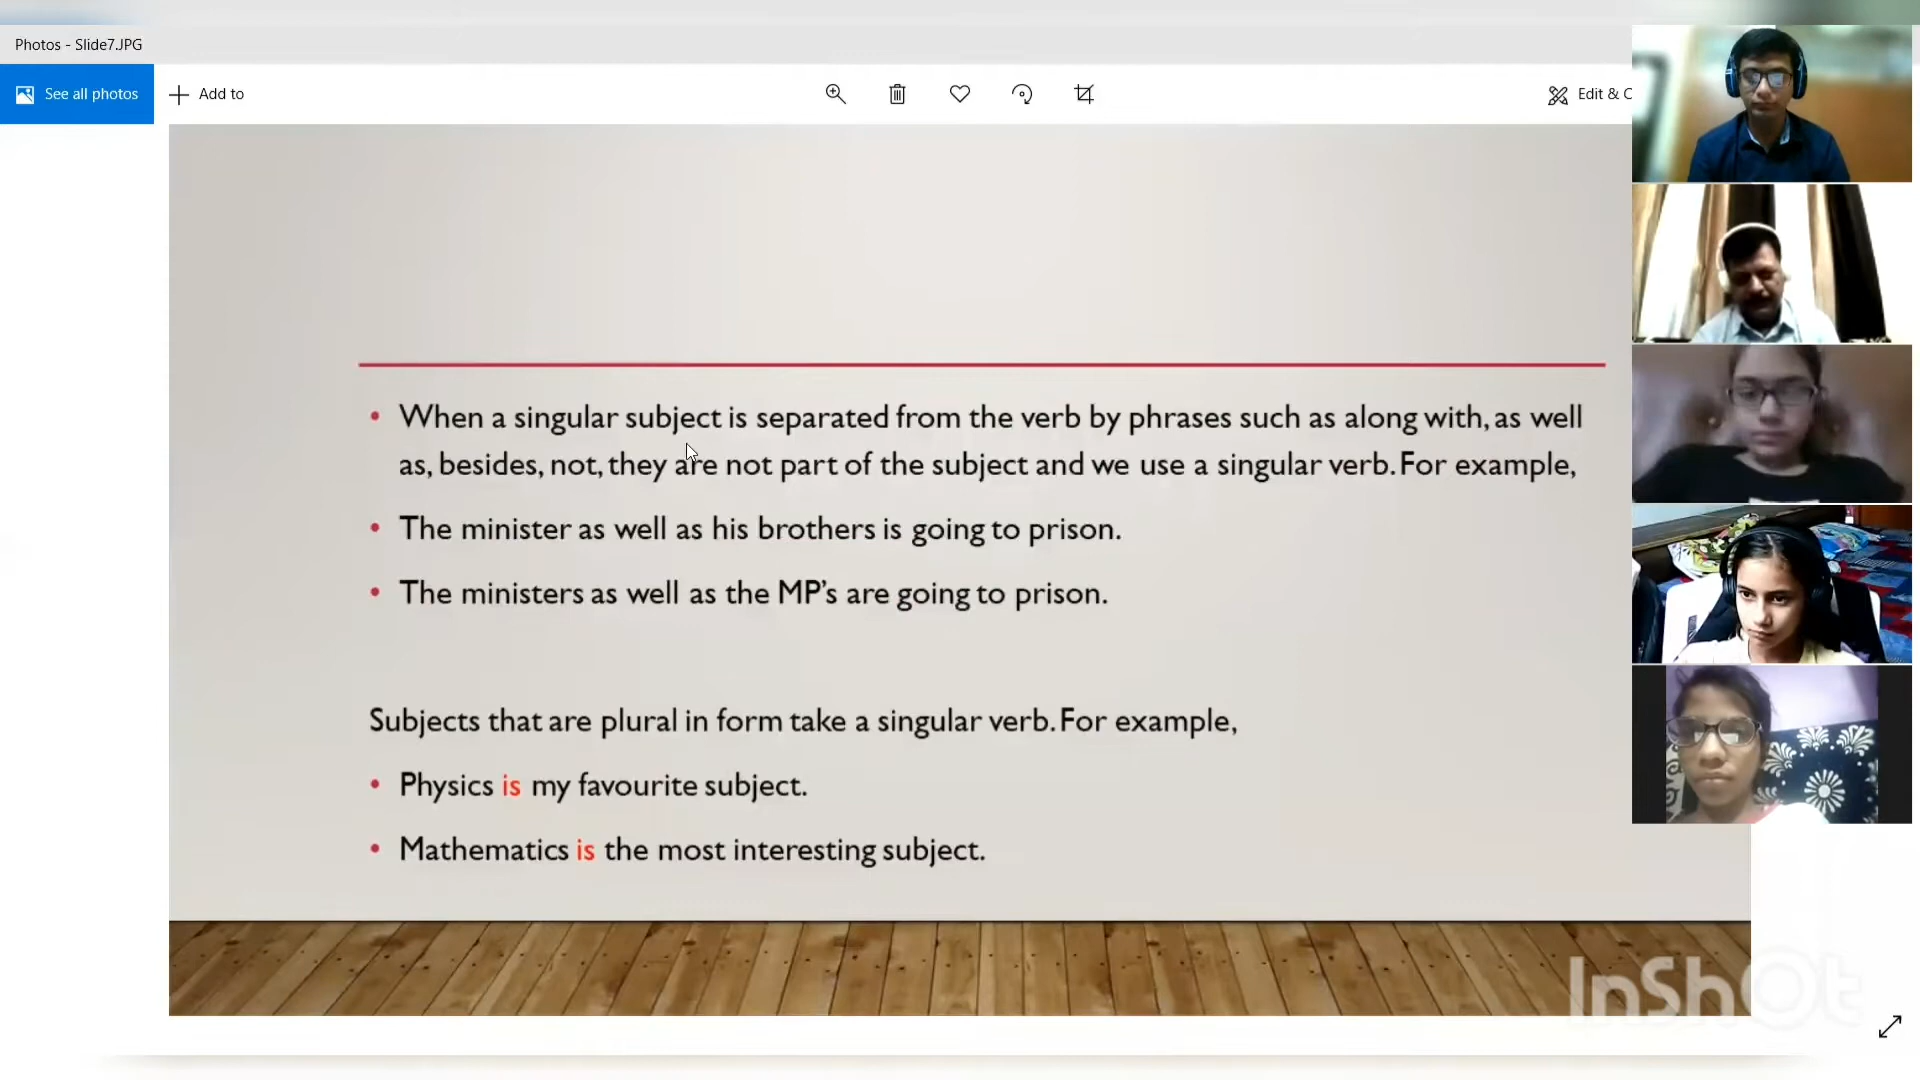 Photos - Slide7.JPG
See all photos
Add to
Edit & C
When a singular subject is separated from the verb by phrases such as along with, as well
as, besides, not, they are not part of the subject and we use a singular verb. For example,
The minister as well as his brothers is going to prison.
The ministers as well as the MP's are going to prison.
Subjects that are plural in form take a singular verb. For example,
Physics is my favourite subject.
Mathematics is the most interesting subject.
InShOt